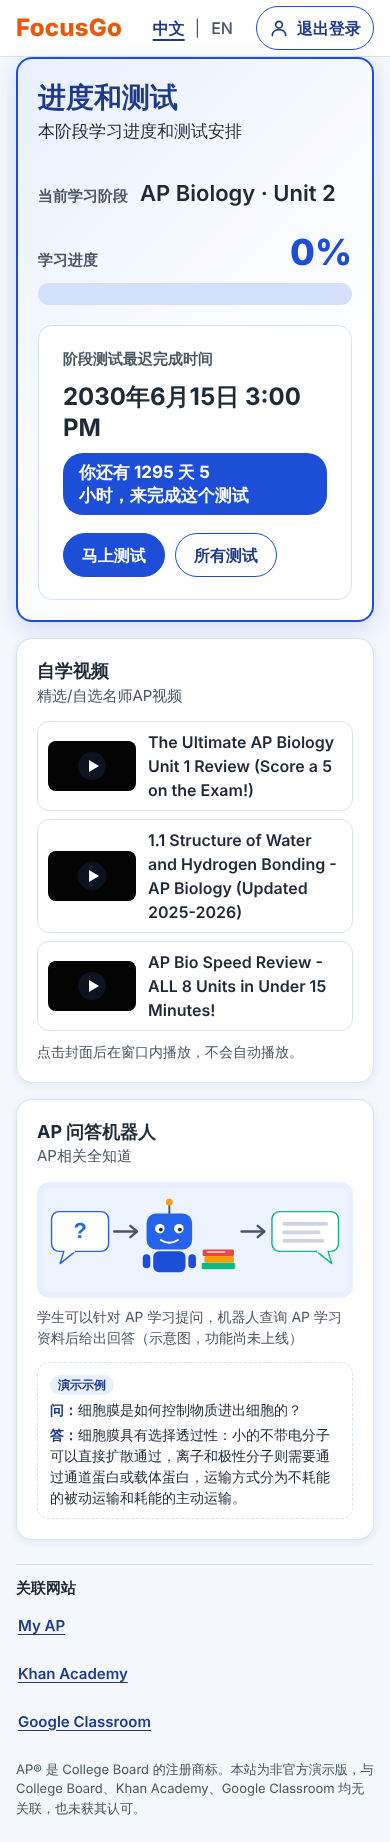 FocusGo 中文 | EN 退出登录
进度和测试
本阶段学习进度和测试安排
当前学习阶段 AP Biology · Unit 2
学习进度 0%
阶段测试最迟完成时间
2030年6月15日 3:00
PM
你还有 1295 天 5
小时，来完成这个测试
马上测试 所有测试
自学视频
精选/自选名师AP视频
The Ultimate AP Biology
Unit 1 Review (Score a 5
on the Exam!)
1.1 Structure of Water
and Hydrogen Bonding -
AP Biology (Updated
2025-2026)
AP Bio Speed Review -
ALL 8 Units in Under 15
Minutes!
点击封面后在窗口内播放，不会自动播放。
AP 问答机器人
AP相关全知道
?
学生可以针对 AP 学习提问，机器人查询 AP 学习
资料后给出回答（示意图，功能尚未上线）
演示示例
问：细胞膜是如何控制物质进出细胞的？
答：细胞膜具有选择透过性：小的不带电分子
可以直接扩散通过，离子和极性分子则需要通
过通道蛋白或载体蛋白，运输方式分为不耗能
的被动运输和耗能的主动运输。
关联网站
My AP
Khan Academy
Google Classroom
AP® 是 College Board 的注册商标。本站为非官方演示版，与
College Board、Khan Academy、Google Classroom 均无
关联，也未获其认可。